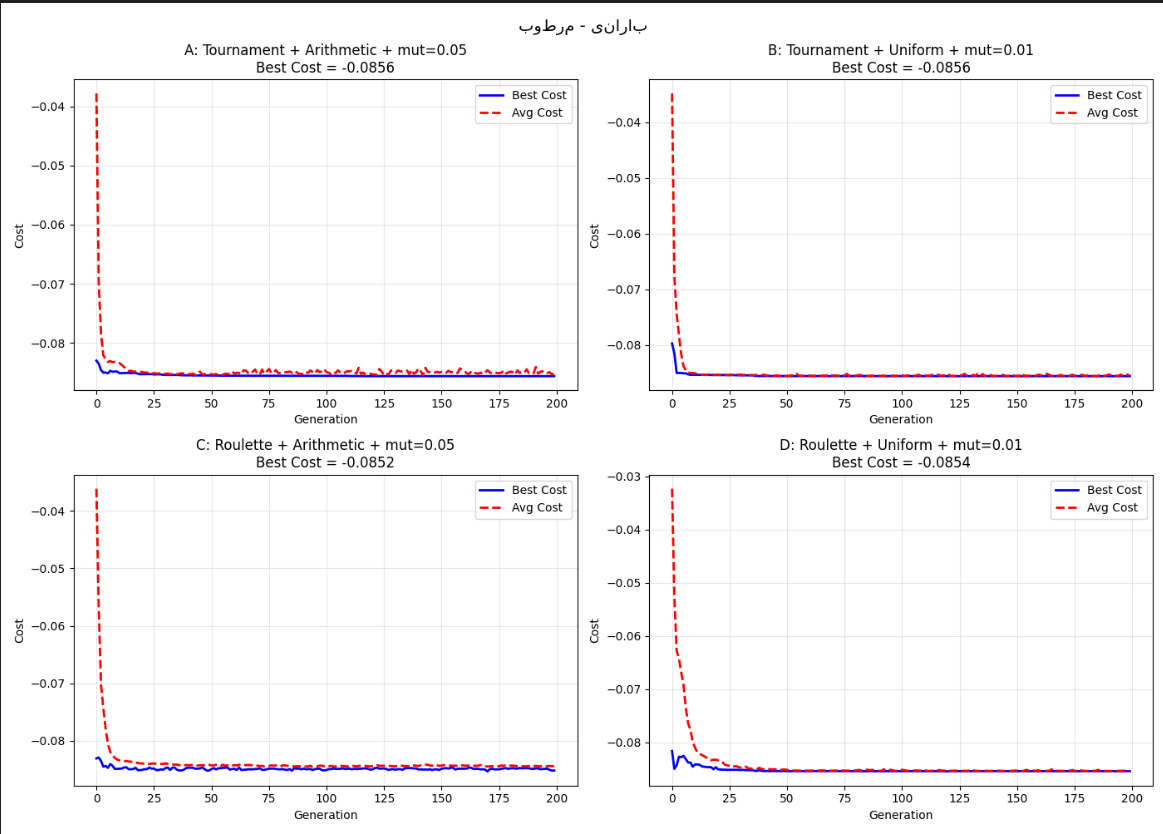 بارانی - مرطوب
A: Tournament + Arithmetic + mut=0.05
Best Cost = -0.0856
Best Cost
Avg Cost
−0.04
−0.05
−0.06
−0.07
−0.08
Cost
0 25 50 75 100 125 150 175 200
Generation
B: Tournament + Uniform + mut=0.01
Best Cost = -0.0856
Best Cost
Avg Cost
−0.04
−0.05
−0.06
−0.07
−0.08
Cost
0 25 50 75 100 125 150 175 200
Generation
C: Roulette + Arithmetic + mut=0.05
Best Cost = -0.0852
Best Cost
Avg Cost
−0.04
−0.05
−0.06
−0.07
−0.08
Cost
0 25 50 75 100 125 150 175 200
Generation
D: Roulette + Uniform + mut=0.01
Best Cost = -0.0854
Best Cost
Avg Cost
−0.03
−0.04
−0.05
−0.06
−0.07
−0.08
Cost
0 25 50 75 100 125 150 175 200
Generation